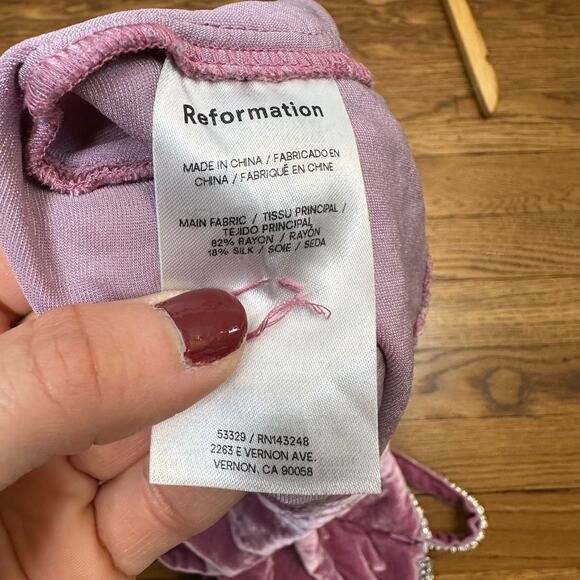 Reformation
MADE IN CHINA / FABRICADO EN
CHINA / FABRIQUÉ EN CHINE
MAIN FABRIC / TISSU PRINCIPAL /
TEJIDO PRINCIPAL
82% RAYON / RAYÓN
18% SILK / SOIE / SEDA
53329 / RN143248
2263 E VERNON AVE.
VERNON, CA 90058